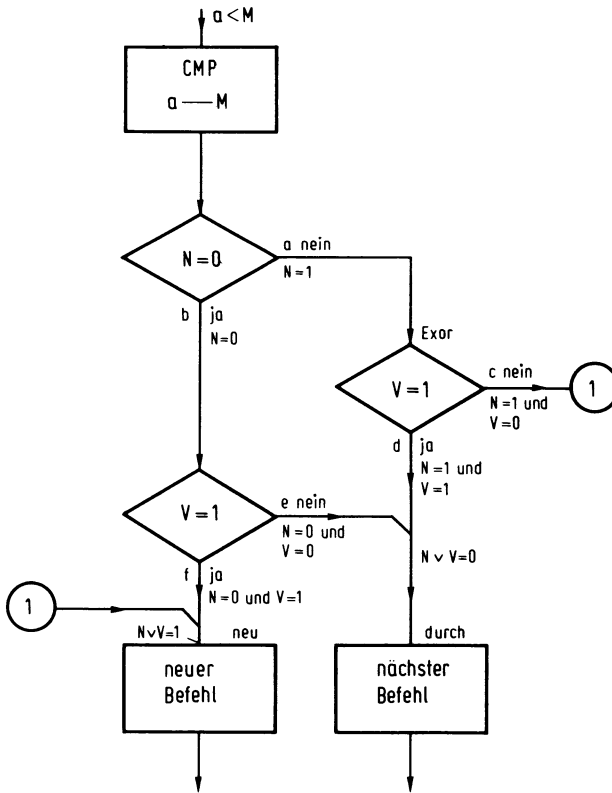 a<M
CMP
a — M
N=0
a nein
N=1
b ja
N=0
Exor
V=1
c nein
N=1 und
V=0
1
d ja
N=1 und
V=1
V=1
e nein
N=0 und
V=0
N∨V=0
f ja
N=0 und V=1
1
N∨V=1
neu
durch
neuer
Befehl
nächster
Befehl